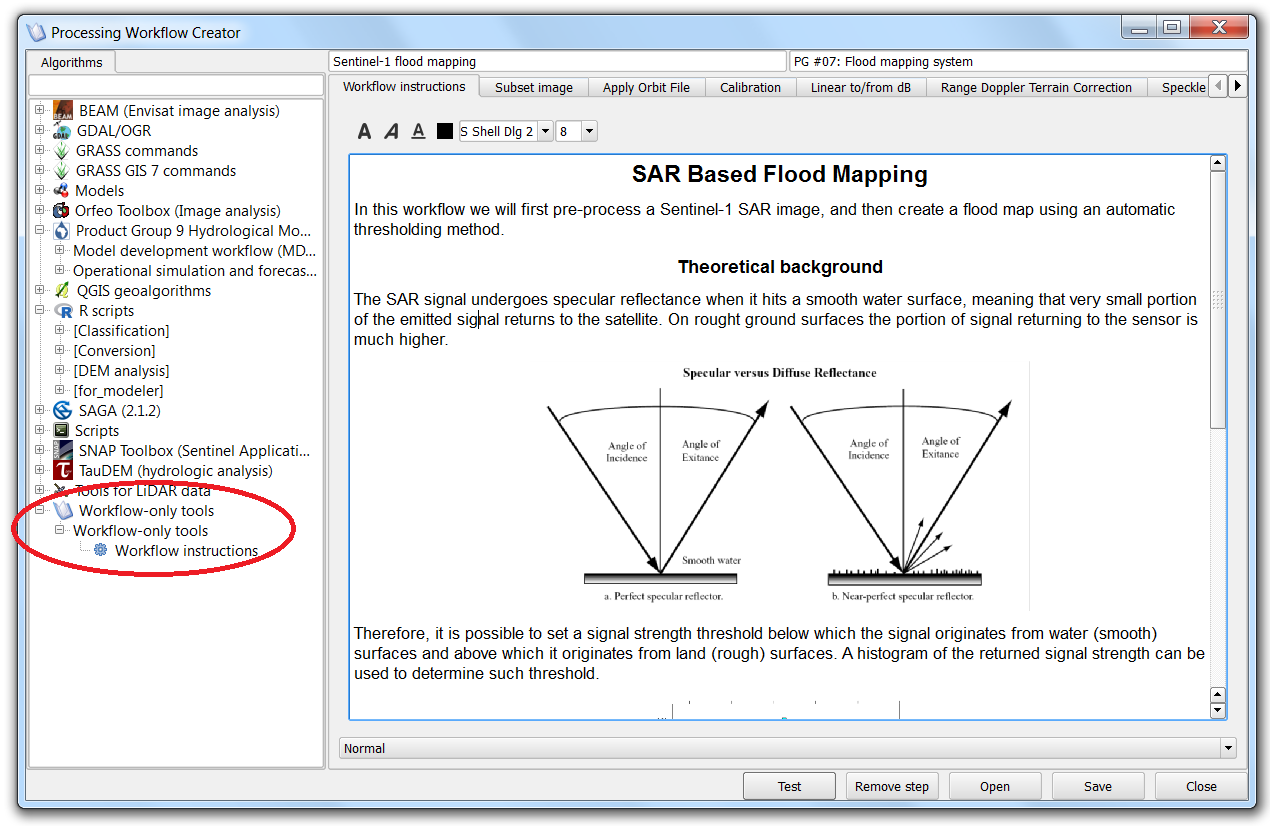 Processing Workflow Creator
Algorithms
Sentinel-1 flood mapping
PG #07: Flood mapping system
Workflow instructions
Subset image
Apply Orbit File
Calibration
Linear to/from dB
Range Doppler Terrain Correction
Speckle
BEAM (Envisat image analysis)
GDAL/OGR
GRASS commands
GRASS GIS 7 commands
Models
Orfeo Toolbox (Image analysis)
Product Group 9 Hydrological Mo...
Model development workflow (MD...
Operational simulation and forecas...
QGIS geoalgorithms
R scripts
[Classification]
[Conversion]
[DEM analysis]
[for_modeler]
SAGA (2.1.2)
Scripts
SNAP Toolbox (Sentinel Applicati...
TauDEM (hydrologic analysis)
Tools for LiDAR data
Workflow-only tools
Workflow-only tools
Workflow instructions
A A A
S Shell Dlg 2
8
SAR Based Flood Mapping
In this workflow we will first pre-process a Sentinel-1 SAR image, and then create a flood map using an automatic
thresholding method.
Theoretical background
The SAR signal undergoes specular reflectance when it hits a smooth water surface, meaning that very small portion
of the emitted signal returns to the satellite. On rought ground surfaces the portion of signal returning to the sensor is
much higher.
Specular versus Diffuse Reflectance
Angle of
Incidence
Angle of
Exitance
Smooth water
a. Perfect specular reflector.
Angle of
Incidence
Angle of
Exitance
b. Near-perfect specular reflector.
Therefore, it is possible to set a signal strength threshold below which the signal originates from water (smooth)
surfaces and above which it originates from land (rough) surfaces. A histogram of the returned signal strength can be
used to determine such threshold.
Normal
Test
Remove step
Open
Save
Close